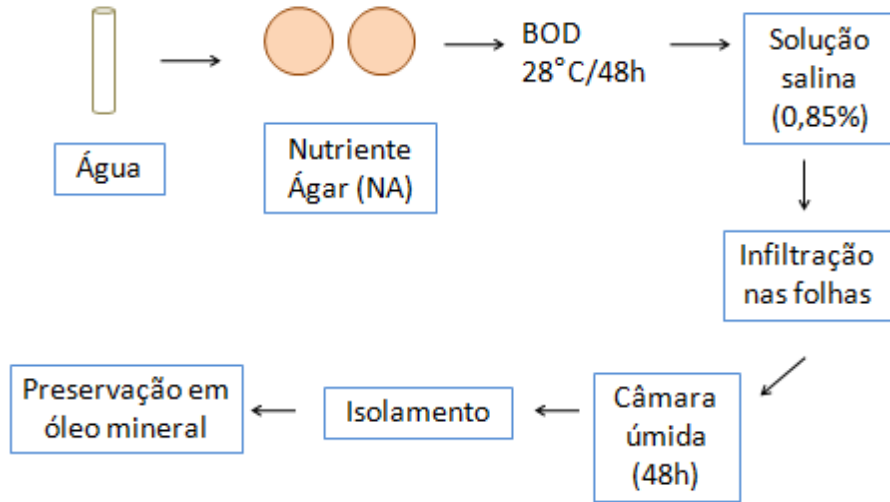 Água
Nutriente
Ágar (NA)
BOD
28°C/48h
Solução
salina
(0,85%)
Infiltração
nas folhas
Câmara
úmida
(48h)
Isolamento
Preservação em
óleo mineral